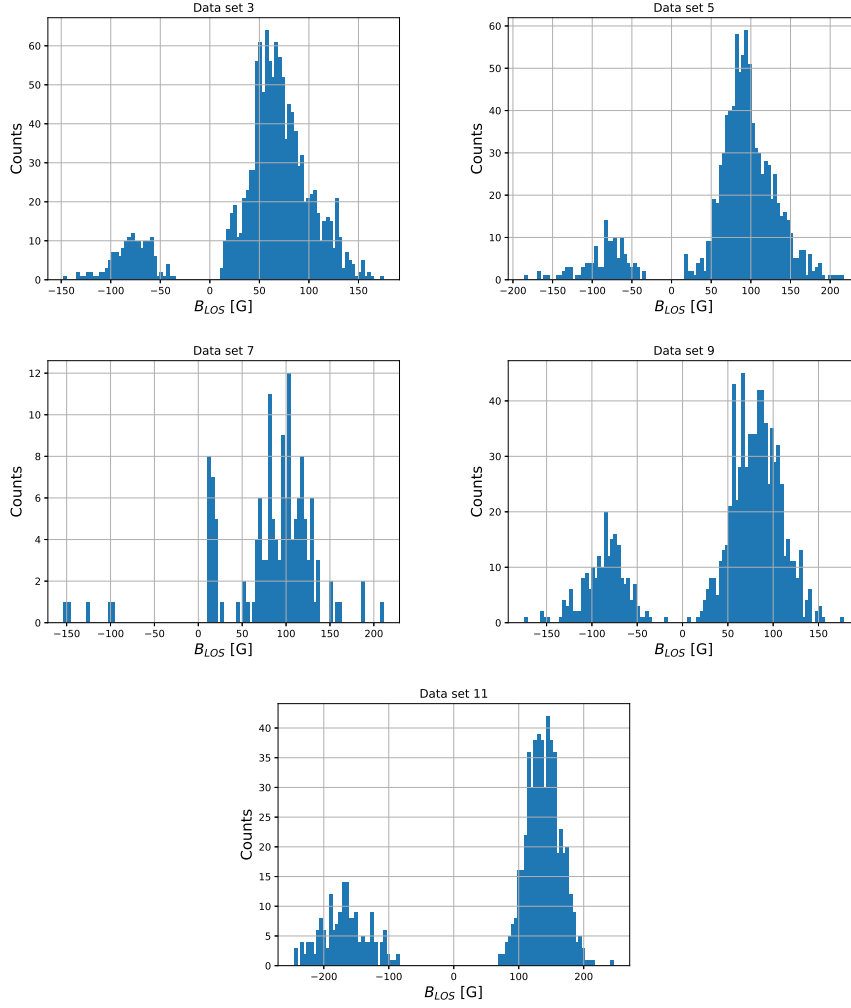 Data set 3
60
50
40
30
20
10
0
Counts
−150 −100 −50 0 50 100 150
B_LOS [G]
Data set 5
60
50
40
30
20
10
0
Counts
−200 −150 −100 −50 0 50 100 150 200
B_LOS [G]
Data set 7
12
10
8
6
4
2
0
Counts
−150 −100 −50 0 50 100 150 200
B_LOS [G]
Data set 9
40
30
20
10
0
Counts
−150 −100 −50 0 50 100 150
B_LOS [G]
Data set 11
40
35
30
25
20
15
10
5
0
Counts
−200 −100 0 100 200
B_LOS [G]